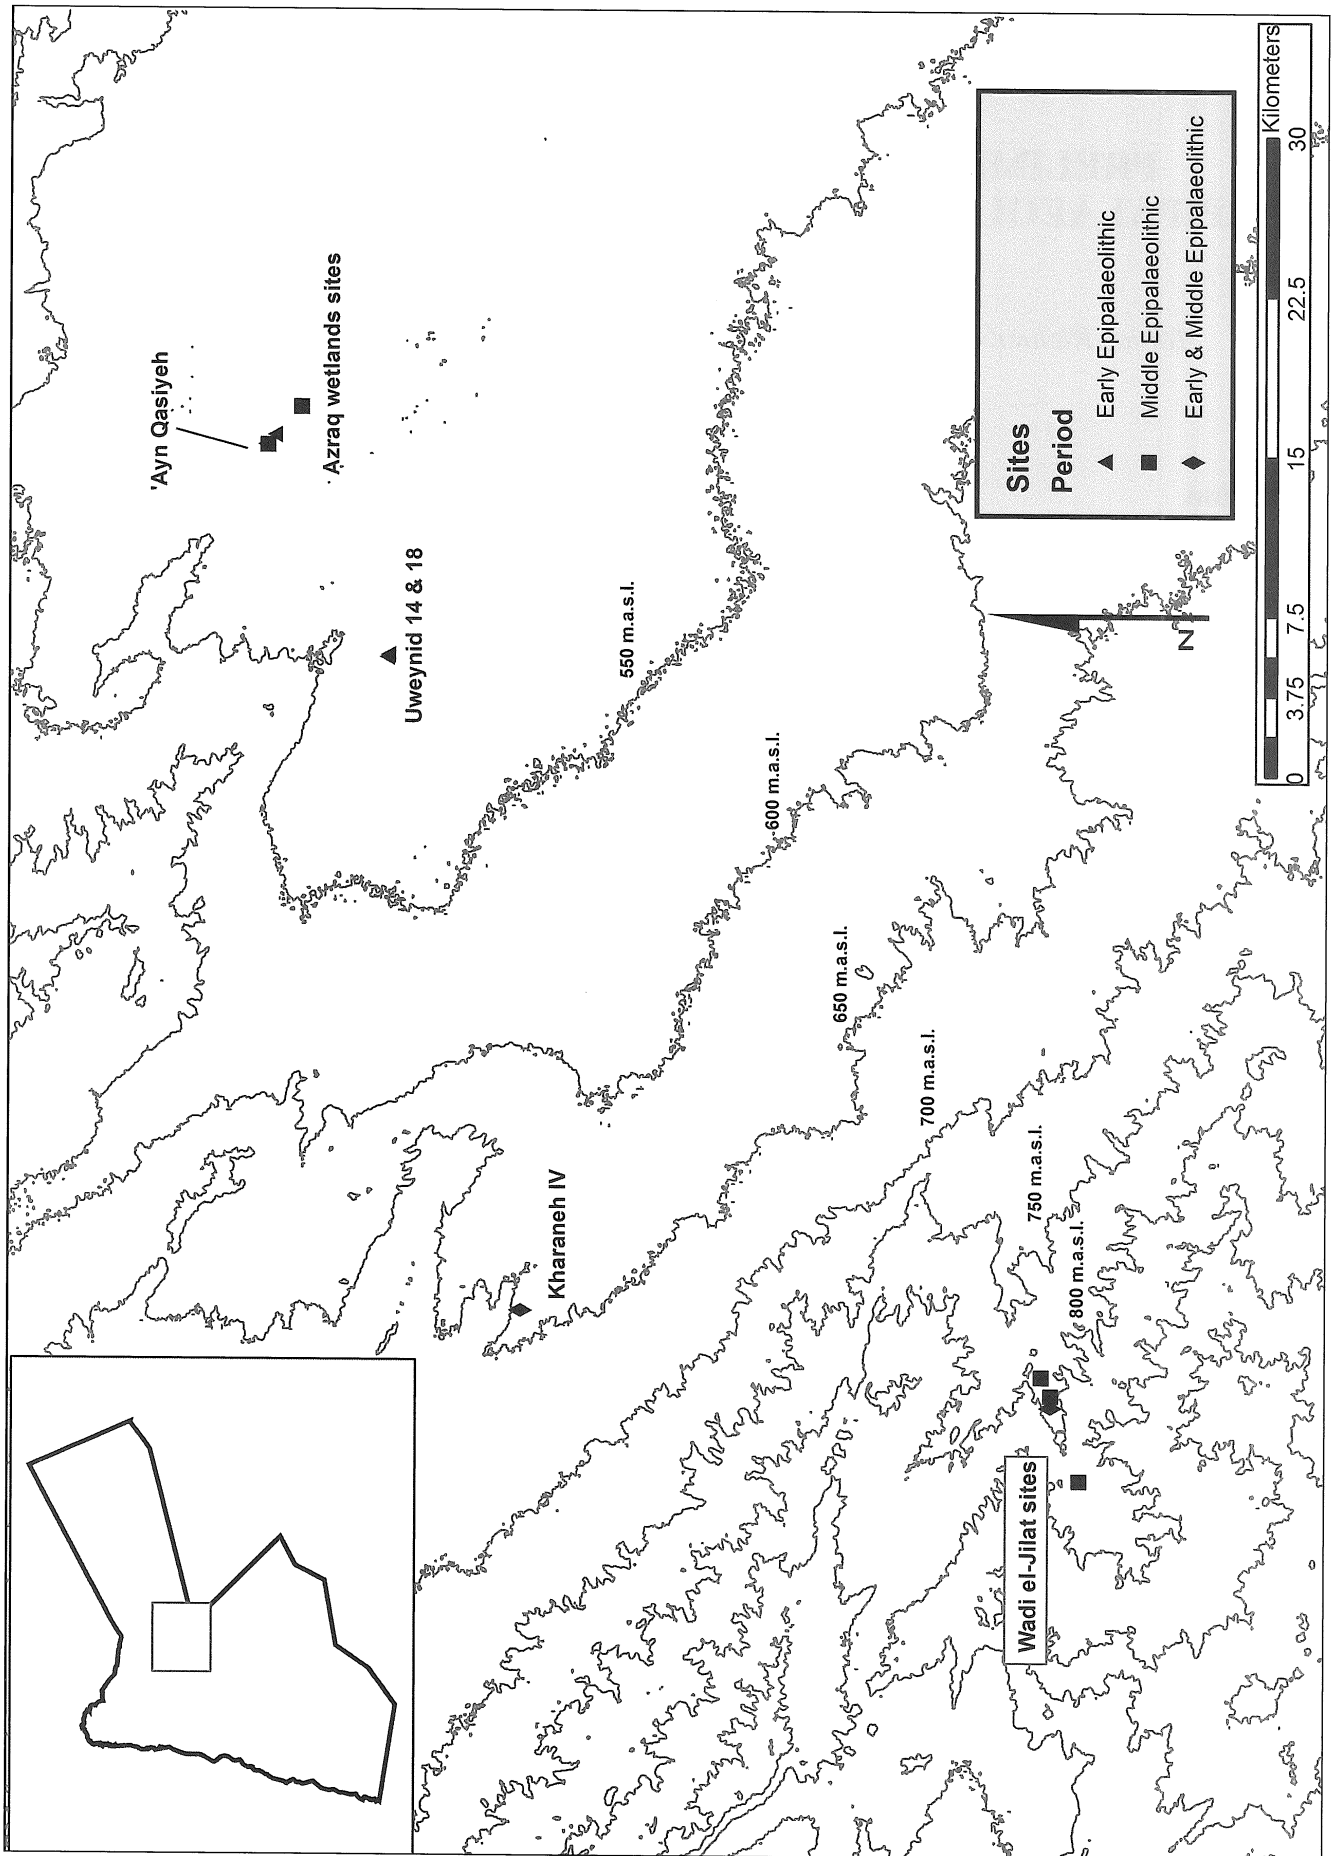 'Ayn Qasiyeh
Azraq wetlands sites
Uweynid 14 & 18
550 m.a.s.l.
600 m.a.s.l.
650 m.a.s.l.
700 m.a.s.l.
750 m.a.s.l.
800 m.a.s.l.
Kharaneh IV
Wadi el-Jilat sites
Sites
Period
Early Epipalaeolithic
Middle Epipalaeolithic
Early & Middle Epipalaeolithic
N
0 3.75 7.5 15 22.5 30
Kilometers